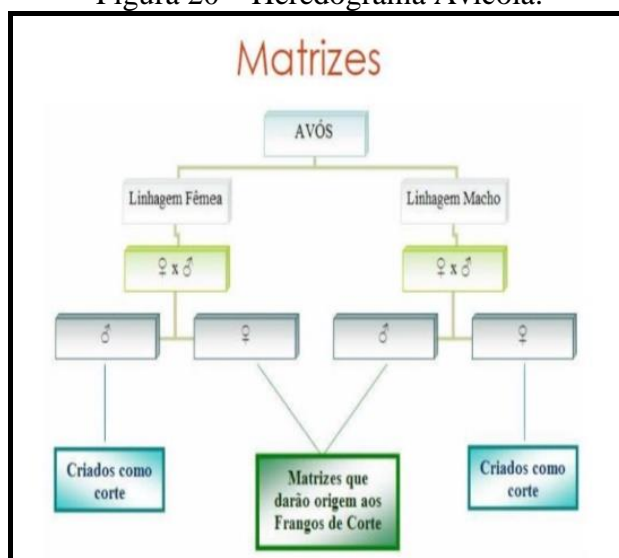 Figura 26 – Heredograma Avícola.
Matrizes
AVÓS
Linhagem Fêmea
Linhagem Macho
♀ x ♂
♀ x ♂
♂
♀
♂
♀
Criados como
corte
Matrizes que
darão origem aos
Frangos de Corte
Criados como
corte